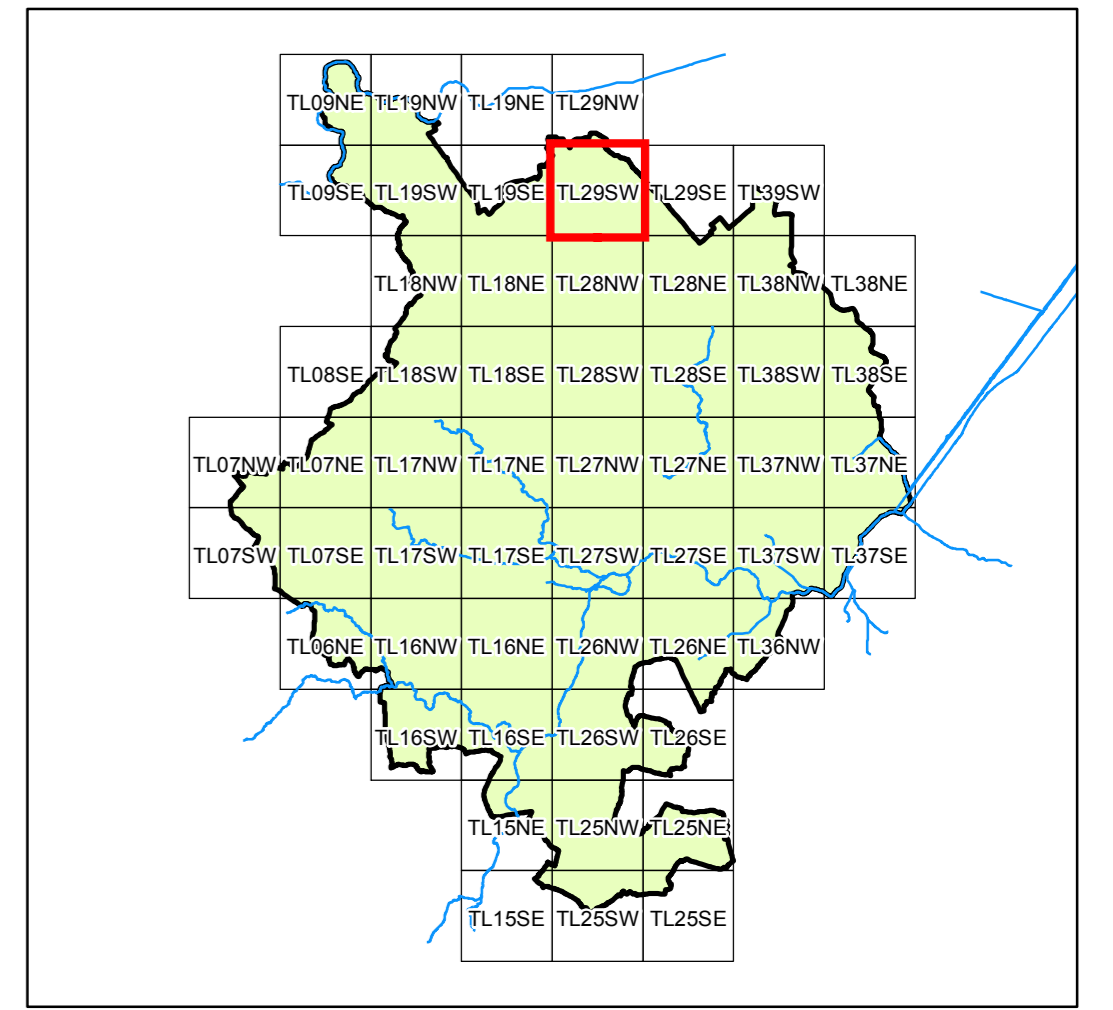 TL09NE TL19NW TL19NE TL29NW
TL09SE TL19SW TL19SE TL29SW TL29SE TL39SW
TL18NW TL18NE TL28NW TL28NE TL38NW TL38NE
TL08SE TL18SW TL18SE TL28SW TL28SE TL38SW TL38SE
TL07NW TL07NE TL17NW TL17NE TL27NW TL27NE TL37NW TL37NE
TL07SW TL07SE TL17SW TL17SE TL27SW TL27SE TL37SW TL37SE
TL06NE TL16NW TL16NE TL26NW TL26NE TL36NW
TL16SW TL16SE TL26SW TL26SE
TL15NE TL25NW TL25NE
TL15SE TL25SW TL25SE